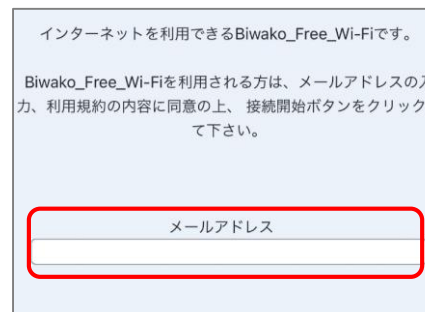 インターネットを利用できるBiwako_Free_Wi-Fiです。
Biwako_Free_Wi-Fiを利用される方は、メールアドレスの入
力、利用規約の内容に同意の上、 接続開始ボタンをクリック
て下さい。
メールアドレス